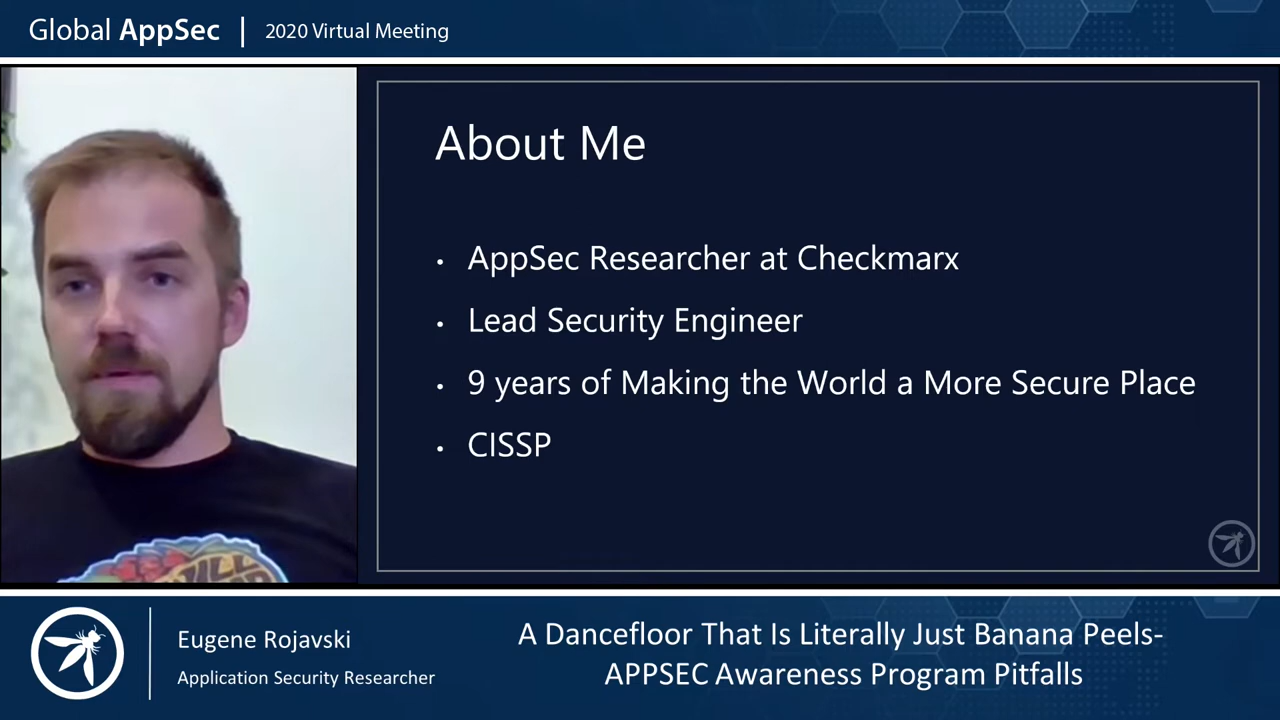 Global AppSec | 2020 Virtual Meeting
About Me
• AppSec Researcher at Checkmarx
• Lead Security Engineer
• 9 years of Making the World a More Secure Place
• CISSP
Eugene Rojavski
Application Security Researcher
A Dancefloor That Is Literally Just Banana Peels-
APPSEC Awareness Program Pitfalls